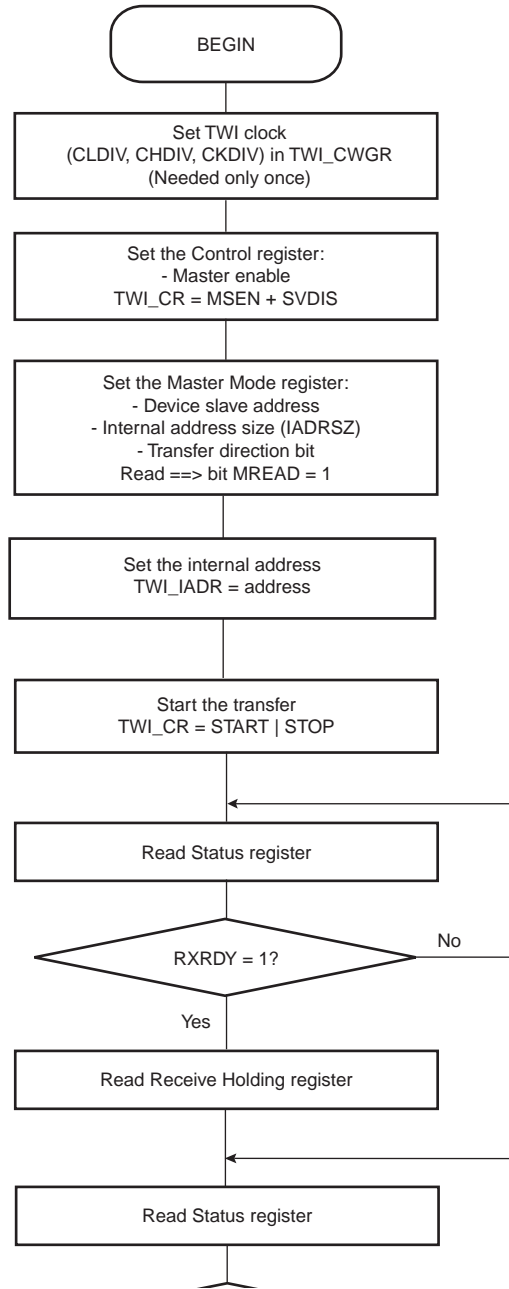 BEGIN
Set TWI clock
(CLDIV, CHDIV, CKDIV) in TWI_CWGR
(Needed only once)
Set the Control register:
- Master enable
TWI_CR = MSEN + SVDIS
Set the Master Mode register:
- Device slave address
- Internal address size (IADRSZ)
- Transfer direction bit
Read ==> bit MREAD = 1
Set the internal address
TWI_IADR = address
Start the transfer
TWI_CR = START | STOP
Read Status register
RXRDY = 1?
No
Yes
Read Receive Holding register
Read Status register